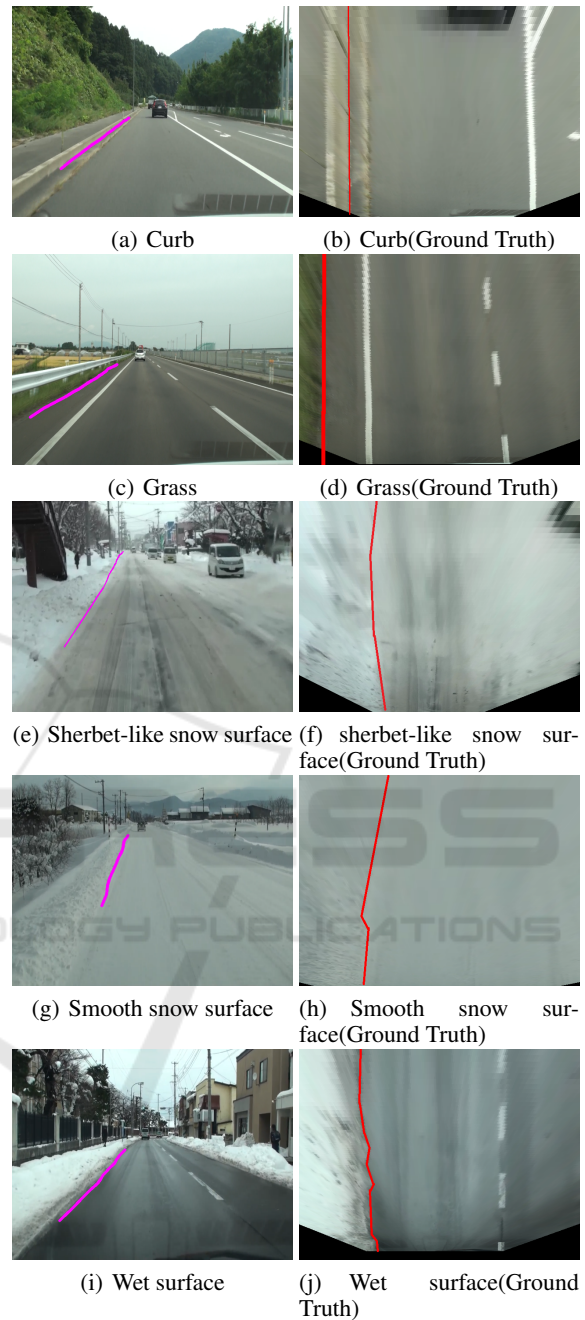 (a) Curb
(b) Curb(Ground Truth)
(c) Grass
(d) Grass(Ground Truth)
(e) Sherbet-like snow surface
(f) sherbet-like snow sur-
face(Ground Truth)
(g) Smooth snow surface
(h) Smooth snow sur-
face(Ground Truth)
(i) Wet surface
(j) Wet surface(Ground
Truth)